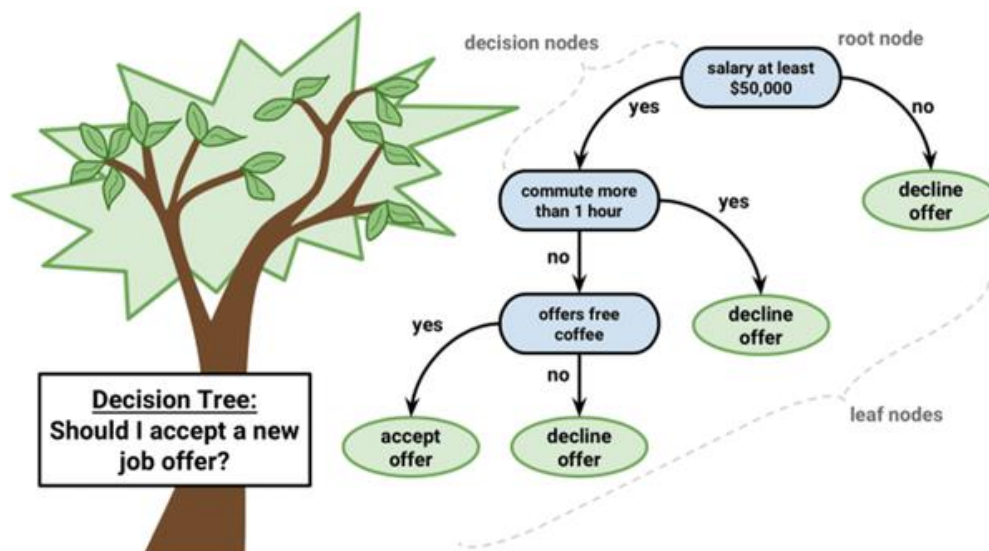 decision nodes
root node
salary at least
$50,000
yes
no
commute more
than 1 hour
yes
decline
offer
no
offers free
coffee
yes
decline
offer
no
leaf nodes
accept
offer
decline
offer
Decision Tree:
Should I accept a new
job offer?